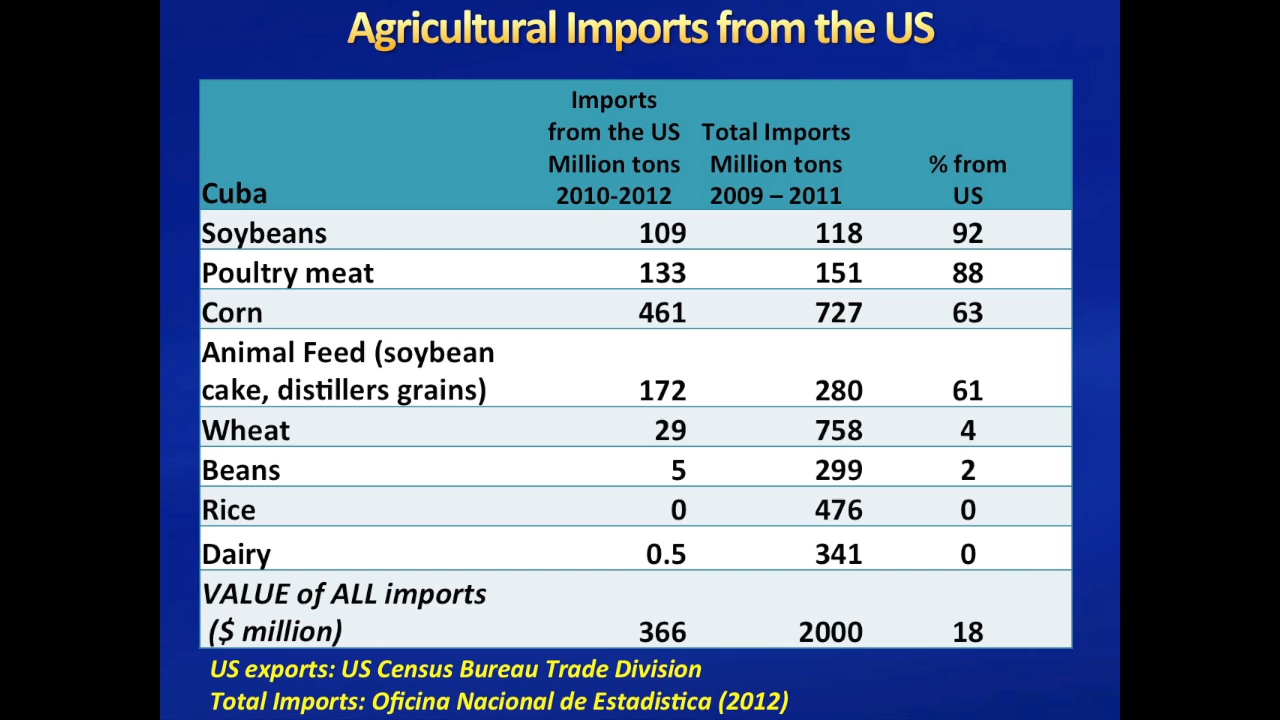 Agricultural Imports from the US
Cuba Imports from the US Million tons 2010-2012 Total Imports Million tons 2009 – 2011 % from US
Soybeans 109 118 92
Poultry meat 133 151 88
Corn 461 727 63
Animal Feed (soybean
cake, distillers grains) 172 280 61
Wheat 29 758 4
Beans 5 299 2
Rice 0 476 0
Dairy 0.5 341 0
VALUE of ALL imports
($ million) 366 2000 18
US exports: US Census Bureau Trade Division
Total Imports: Oficina Nacional de Estadistica (2012)